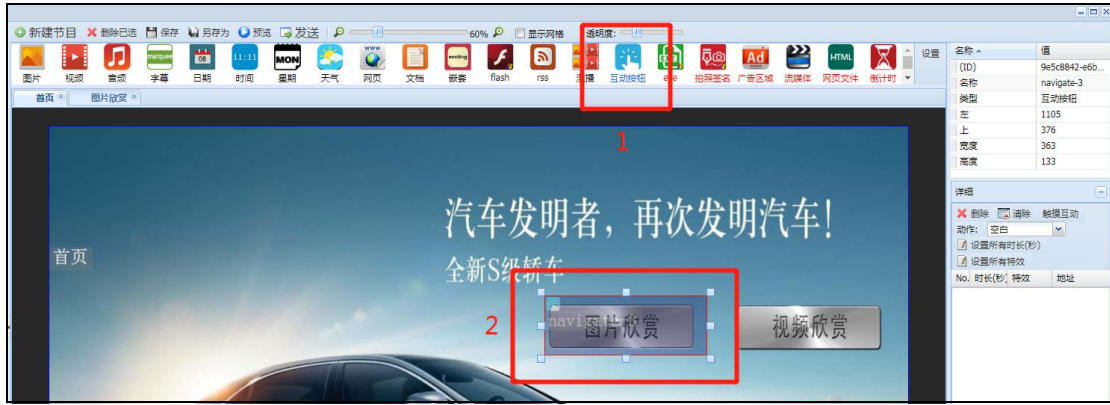 新建节目 删除已选 保存 另存为 预览 发送 60% 显示网格 透明度:
www marquee 08 11:11 MON nesting Ad HTML
图片 视频 音频 字幕 日期 时间 星期 天气 网页 文档 嵌套 flash rss 互动按钮 拍照签名 广告区域 流媒体 网页文件 倒计时 设置
首页 图片欣赏
1
汽车发明者，再次发明汽车!
首页
全新S级轿车
2
图片欣赏
视频欣赏
名称 值
(ID) 9e5c8842-e6b...
名称 navigate-3
类型 互动按钮
左 1105
上 376
宽度 363
高度 133
详细
删除 清除 触摸互动
动作: 空白
设置所有时长(秒)
设置所有特效
No. 时长(秒) 特效 地址